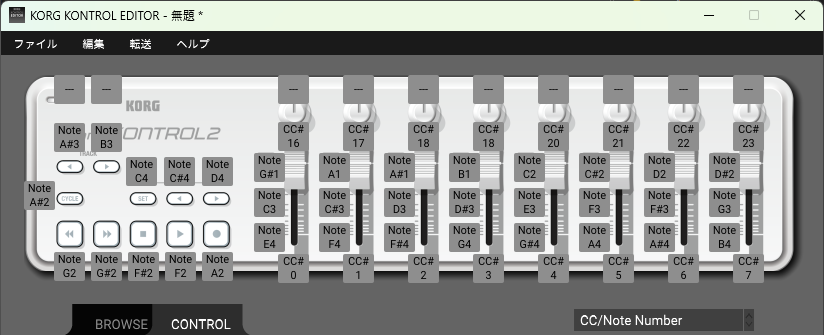 KORG KONTROL EDITOR - 無題 *
ファイル 編集 転送 ヘルプ
--- --- --- --- --- --- --- --- --- ---
KORG
ONTROL2
CC# 16 CC# 17 CC# 18 CC# 18 CC# 20 CC# 21 CC# 22 CC# 23
Note A#3 Note B3
TRACK
Note C4 Note C#4 Note D4
Note G#1 Note A1 Note A#1 Note B1 Note C2 Note C#2 Note D2 Note D#2
Note A#2
CYCLE SET
Note C3 Note C#3 Note D3 Note D#3 Note E3 Note F3 Note F#3 Note G3
Note E4 Note F4 Note F#4 Note G4 Note G#4 Note A4 Note A#4 Note B4
Note G2 Note G#2 Note F#2 Note F2 Note A2
CC# 0 CC# 1 CC# 2 CC# 3 CC# 4 CC# 5 CC# 6 CC# 7
BROWSE CONTROL
CC/Note Number